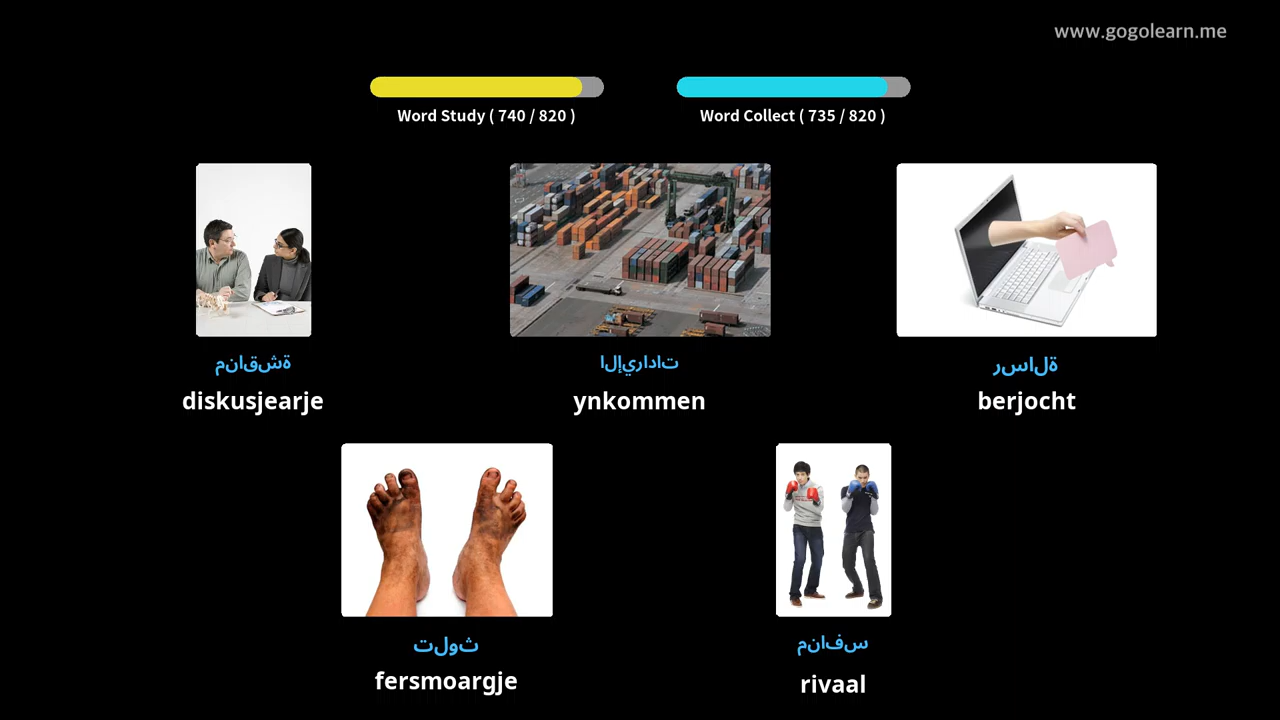 www.gogolearn.me
Word Study ( 740 / 820 )
Word Collect ( 735 / 820 )
مناقشة
الإيرادات
رسالة
diskusjearje
ynkommen
berjocht
تلوث
منافس
fersmoargje
rivaal